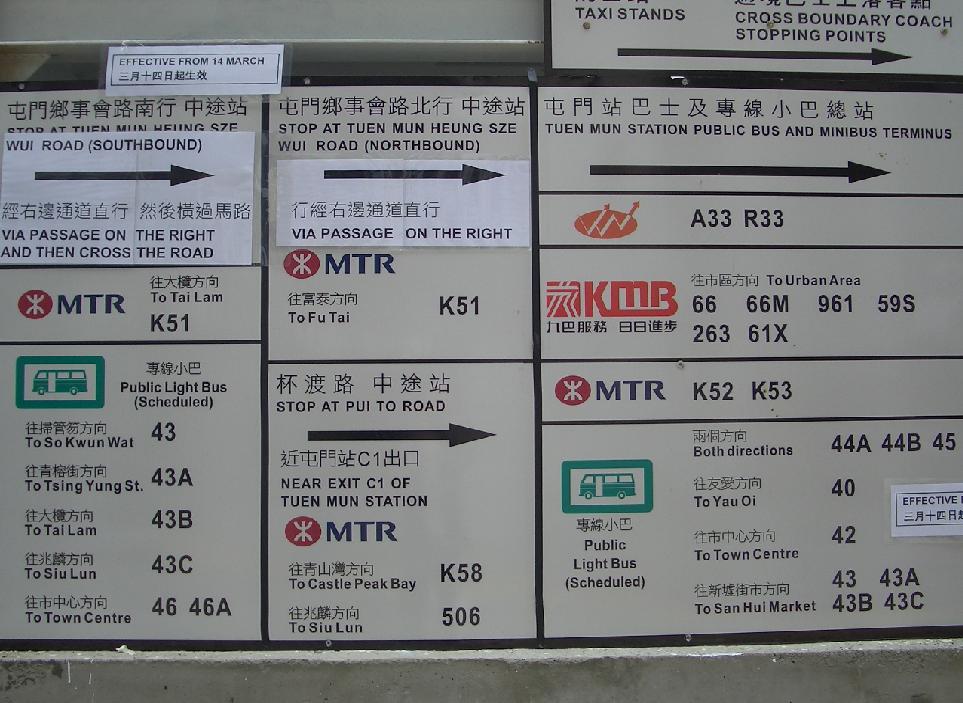 TAXI STANDS
CROSS BOUNDARY COACH
STOPPING POINTS
EFFECTIVE FROM 14 MARCH
三月十四日起生效
屯門鄉事會路南行 中途站
STOP AT TUEN MUN HEUNG SZE
WUI ROAD (SOUTHBOUND)
經右邊通道直行 然後橫過馬路
VIA PASSAGE ON THE RIGHT
AND THEN CROSS THE ROAD
MTR
往大欖方向
To Tai Lam
K51
專線小巴
Public Light Bus
(Scheduled)
往掃管笏方向
To So Kwun Wat 43
往青榕街方向
To Tsing Yung St. 43A
往大欖方向
To Tai Lam 43B
往兆麟方向
To Siu Lun 43C
往市中心方向
To Town Centre 46 46A
屯門鄉事會路北行 中途站
STOP AT TUEN MUN HEUNG SZE
WUI ROAD (NORTHBOUND)
行經右邊通道直行
VIA PASSAGE ON THE RIGHT
MTR
往富泰方向
To Fu Tai K51
杯渡路 中途站
STOP AT PUI TO ROAD
近屯門站C1出口
NEAR EXIT C1 OF
TUEN MUN STATION
MTR
往青山灣方向
To Castle Peak Bay K58
往兆麟方向
To Siu Lun 506
屯門站巴士及專線小巴總站
TUEN MUN STATION PUBLIC BUS AND MINIBUS TERMINUS
A33 R33
KMB
九巴服務 日日進步
往市區方向 To Urban Area
66 66M 961 59S
263 61X
MTR K52 K53
專線小巴
Public
Light Bus
(Scheduled)
兩個方向
Both directions 44A 44B 45
往友愛方向
To Yau Oi 40
往市中心方向
To Town Centre 42
往新墟街市方向
To San Hui Market
43 43A
43B 43C
EFFECTIVE
三月十四日起